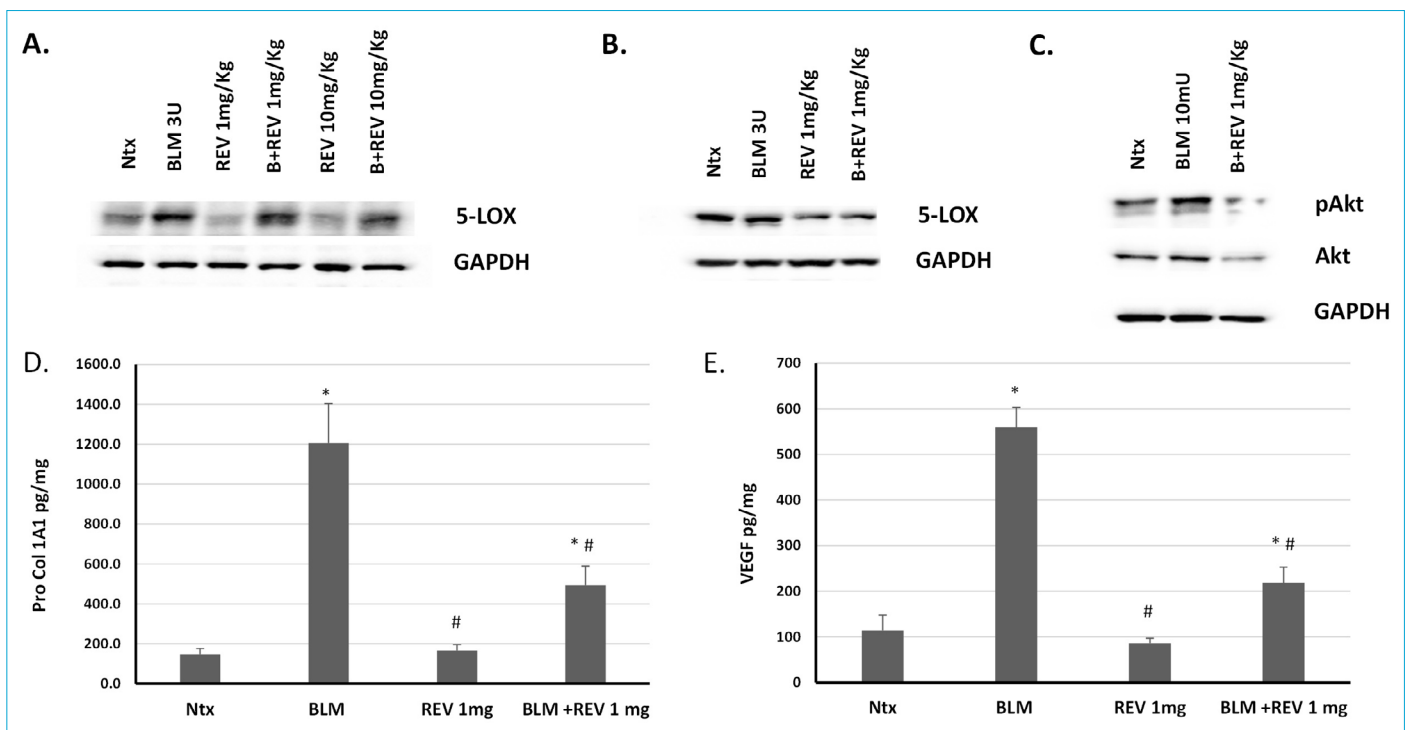 A.
Ntx
BLM 3U
REV 1mg/Kg
B+REV 1mg/Kg
REV 10mg/Kg
B+REV 10mg/Kg
5-LOX
GAPDH
B.
Ntx
BLM 3U
REV 1mg/Kg
B+REV 1mg/Kg
5-LOX
GAPDH
C.
Ntx
BLM 10mU
B+REV 1mg/Kg
pAkt
Akt
GAPDH
D.
Pro Col 1A1 pg/mg
1600.0
1400.0
1200.0
1000.0
800.0
600.0
400.0
200.0
0.0
*
#
* #
Ntx
BLM
REV 1mg
BLM +REV 1 mg
E.
VEGF pg/mg
700
600
500
400
300
200
100
0
*
#
* #
Ntx
BLM
REV 1mg
BLM +REV 1 mg